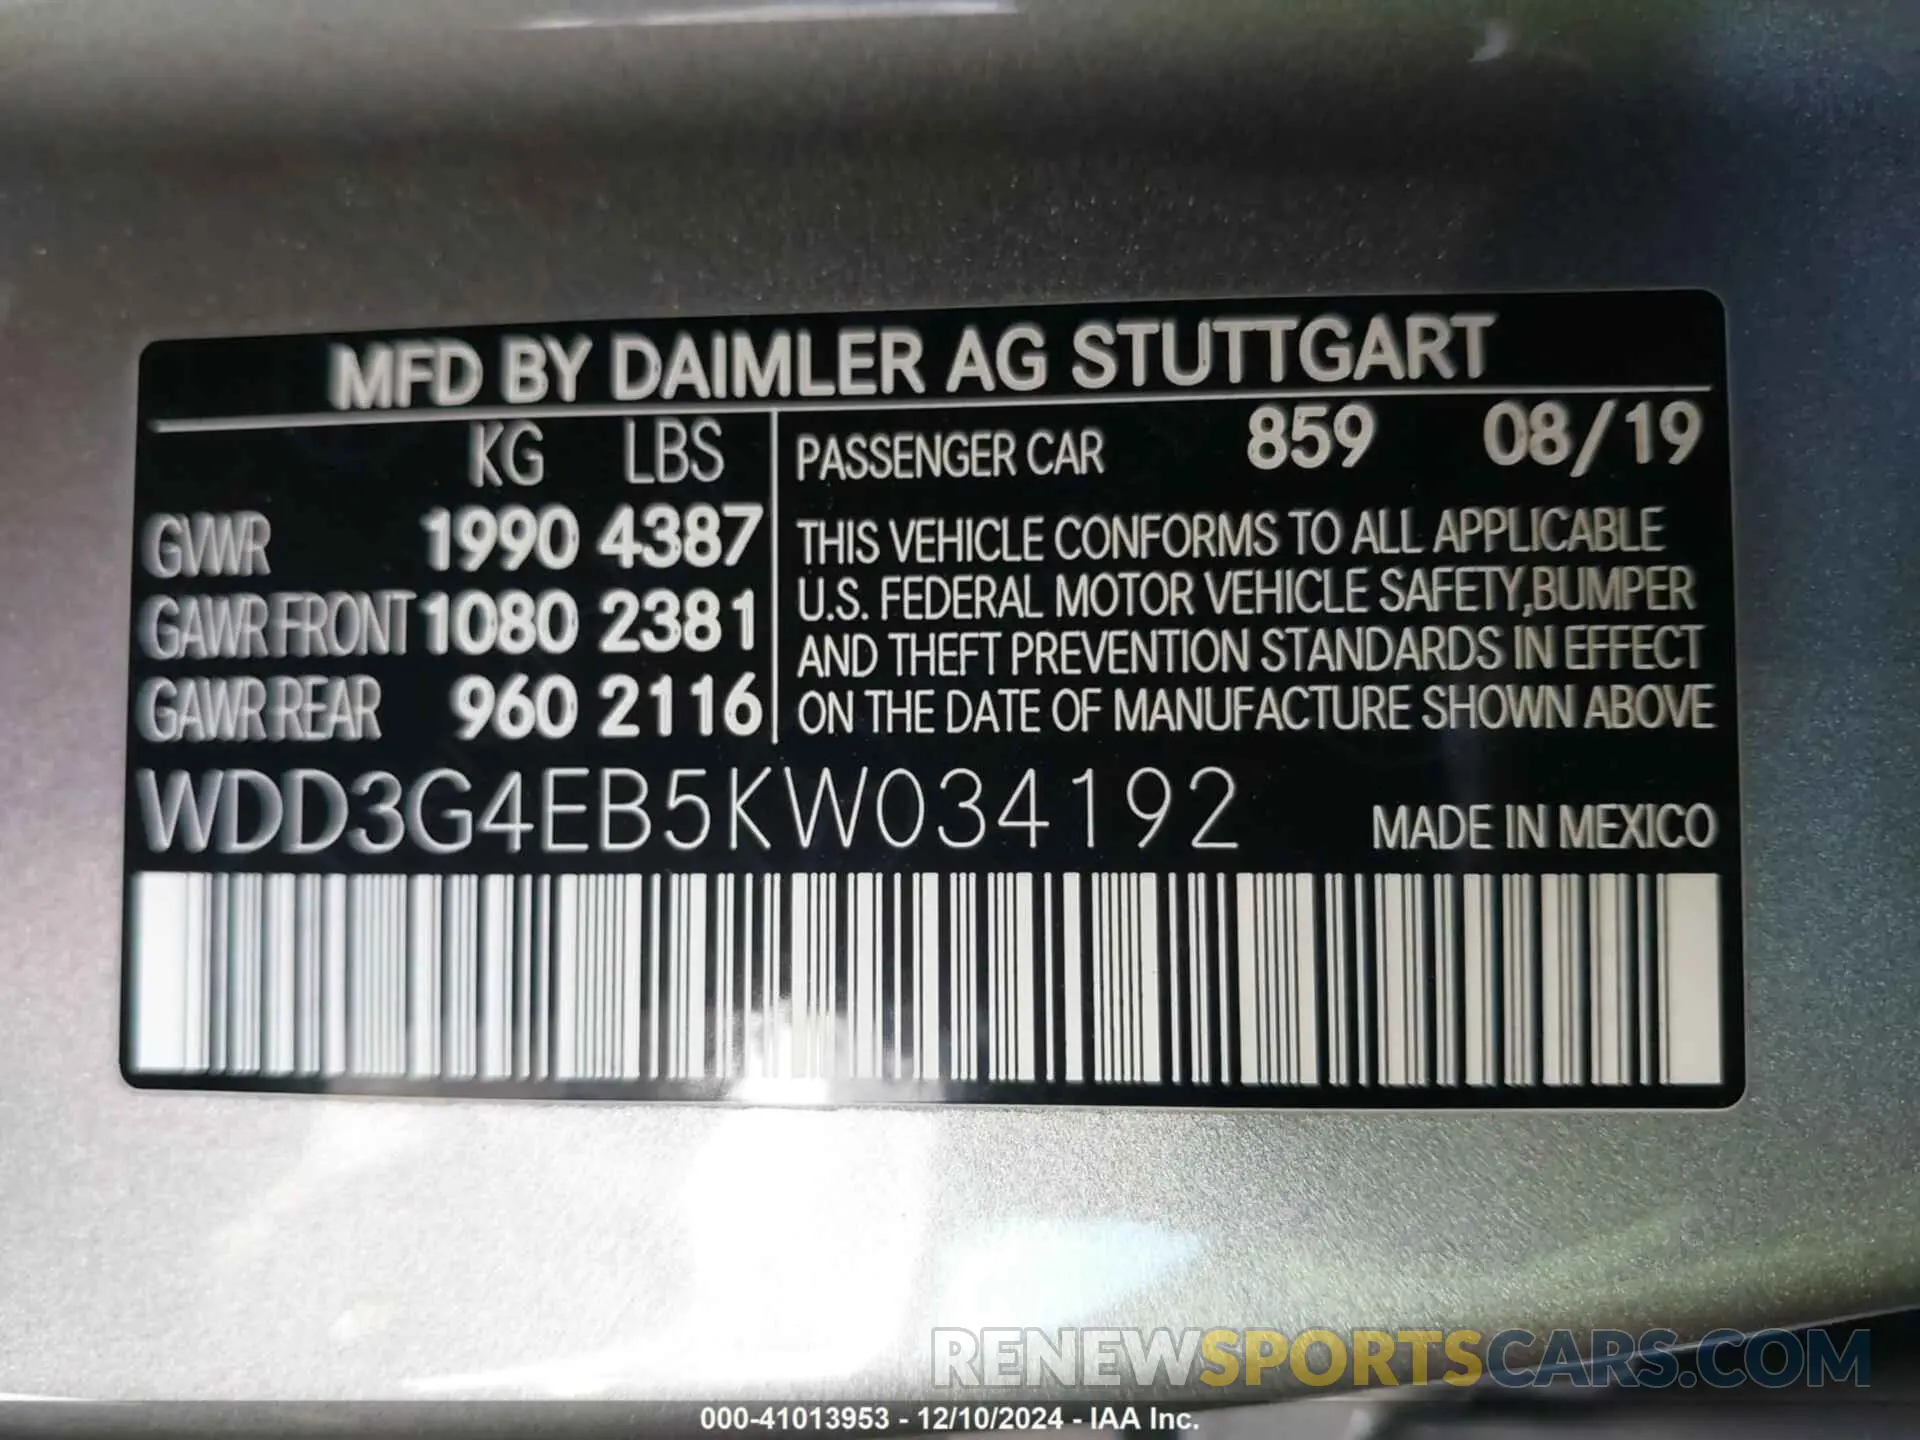 MFD BY DAIMLER AG STUTTGART
KG LBS
GVWR 1990 4387
GAWR FRONT 1080 2381
GAWR REAR 960 2116
PASSENGER CAR 859 08/19
THIS VEHICLE CONFORMS TO ALL APPLICABLE
U.S. FEDERAL MOTOR VEHICLE SAFETY,BUMPER
AND THEFT PREVENTION STANDARDS IN EFFECT
ON THE DATE OF MANUFACTURE SHOWN ABOVE
WDD3G4EB5KW034192 MADE IN MEXICO
RENEWSPORTSCARS.COM
000-41013953 - 12/10/2024 - IAA Inc.